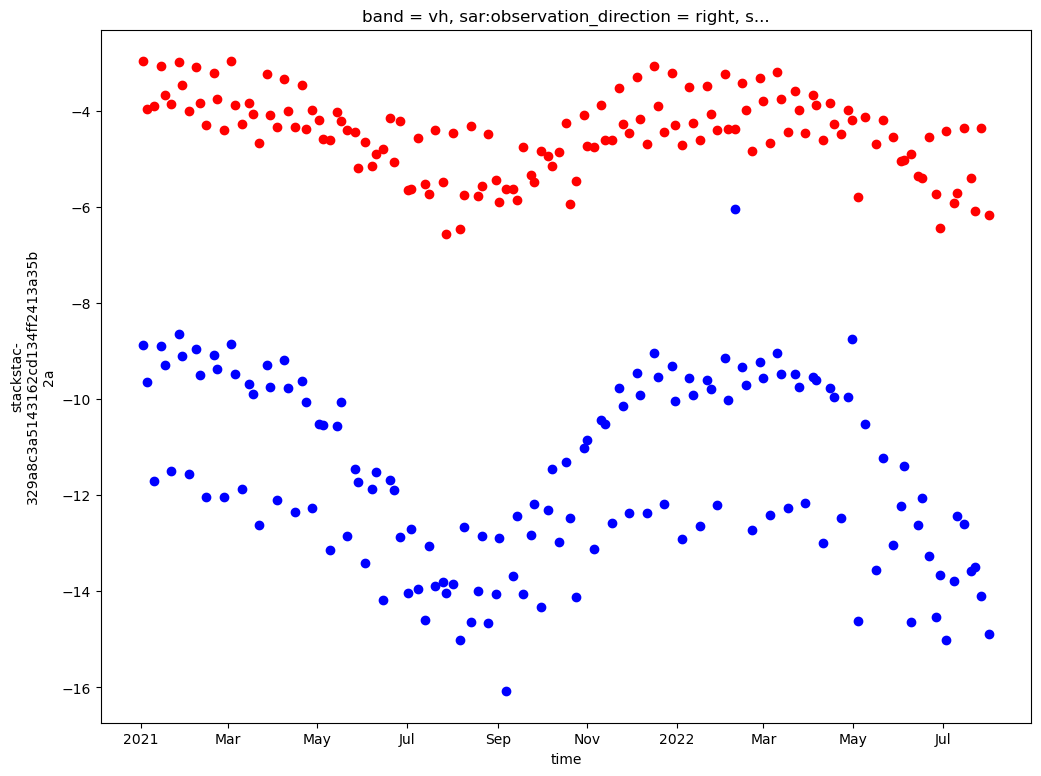 band = vh, sar:observation_direction = right, s...
stackstac-
329a8c3a5143162cd134ff2413a35b
2a
−4
−6
−8
−10
−12
−14
−16
2021 Mar May Jul Sep Nov 2022 Mar May Jul
time